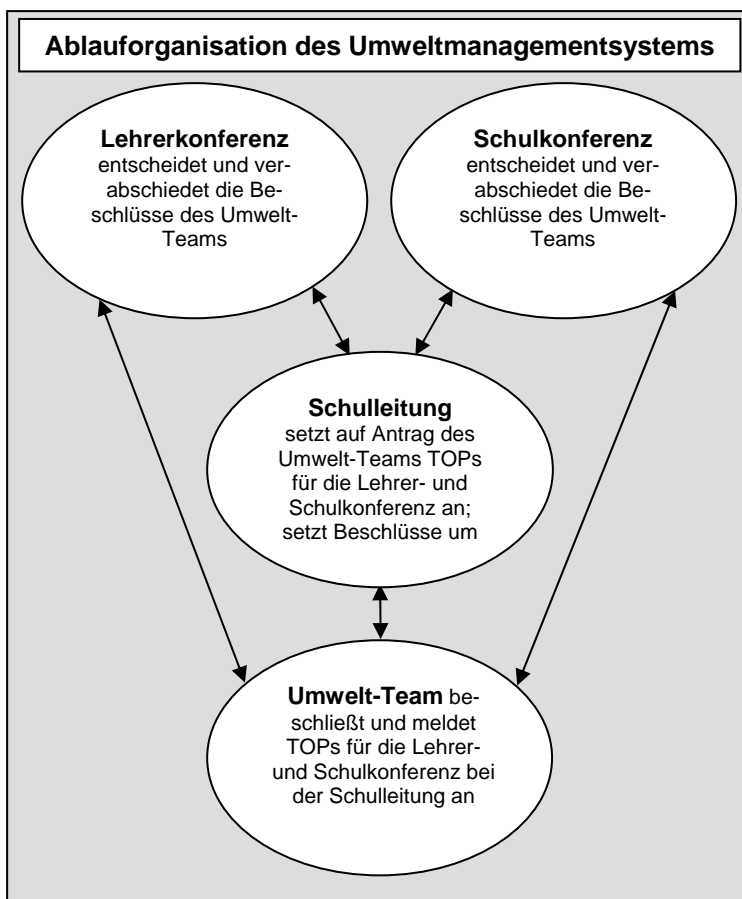 Ablauforganisation des Umweltmanagementsystems
Lehrerkonferenz
entscheidet und ver-
abschiedet die Be-
schlüsse des Umwelt-
Teams
Schulkonferenz
entscheidet und ver-
abschiedet die Be-
schlüsse des Umwelt-
Teams
Schulleitung
setzt auf Antrag des
Umwelt-Teams TOPs
für die Lehrer- und
Schulkonferenz an;
setzt Beschlüsse um
Umwelt-Team be-
schließt und meldet
TOPs für die Lehrer-
und Schulkonferenz bei
der Schulleitung an